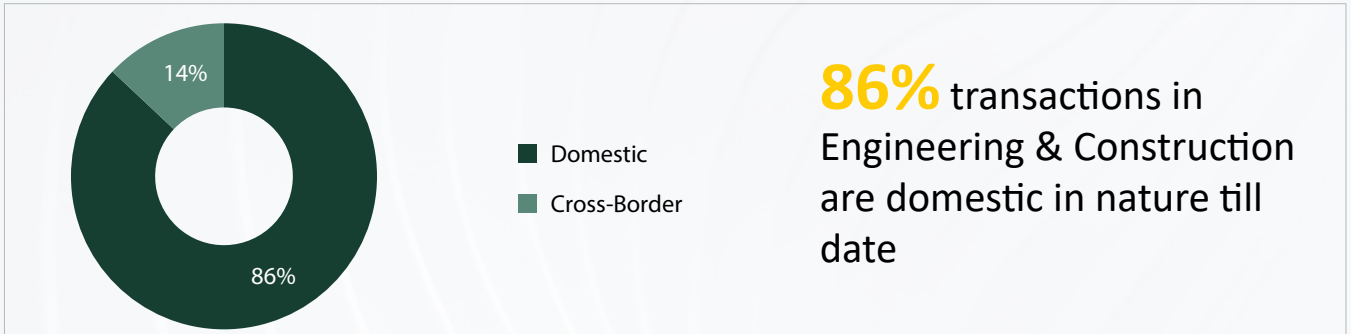 14%
86%
Domestic
Cross-Border
86% transactions in
Engineering & Construction
are domestic in nature till
date